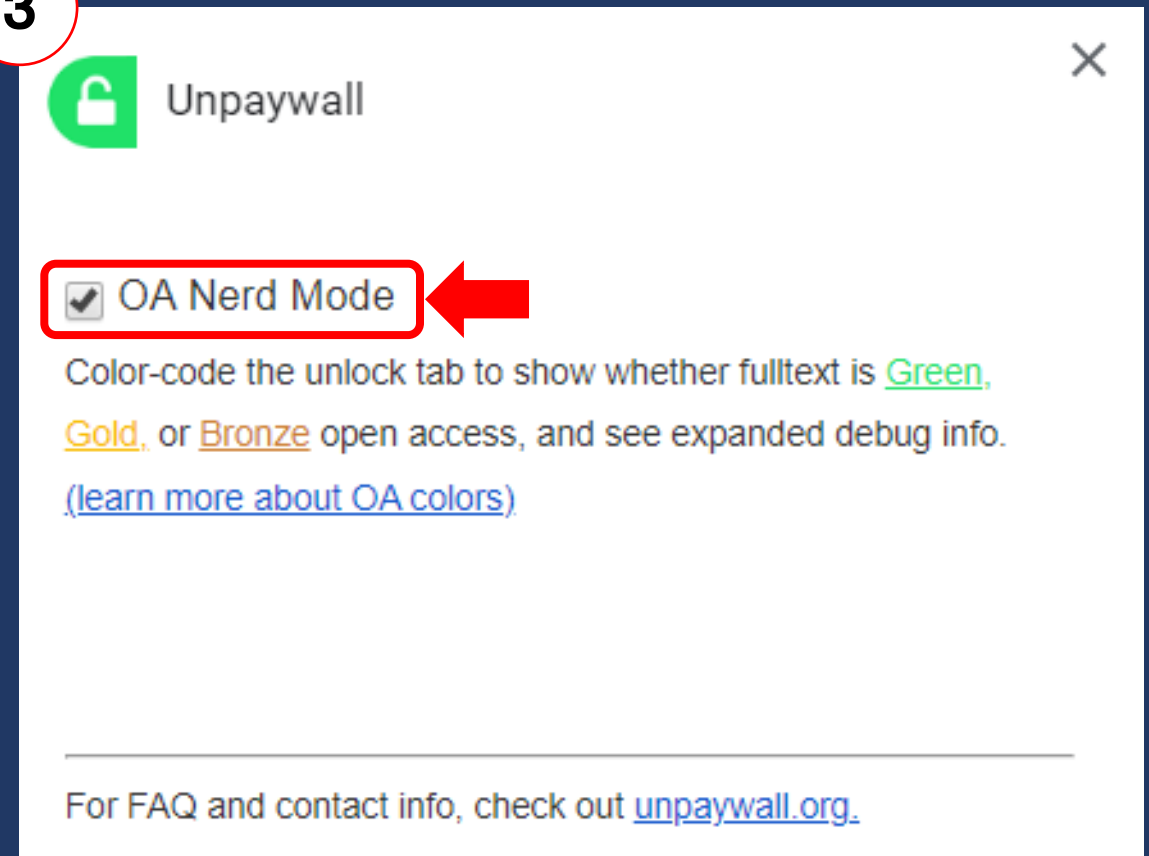 3
Unpaywall
OA Nerd Mode
Color-code the unlock tab to show whether fulltext is Green,
Gold, or Bronze open access, and see expanded debug info.
(learn more about OA colors)
For FAQ and contact info, check out unpaywall.org.